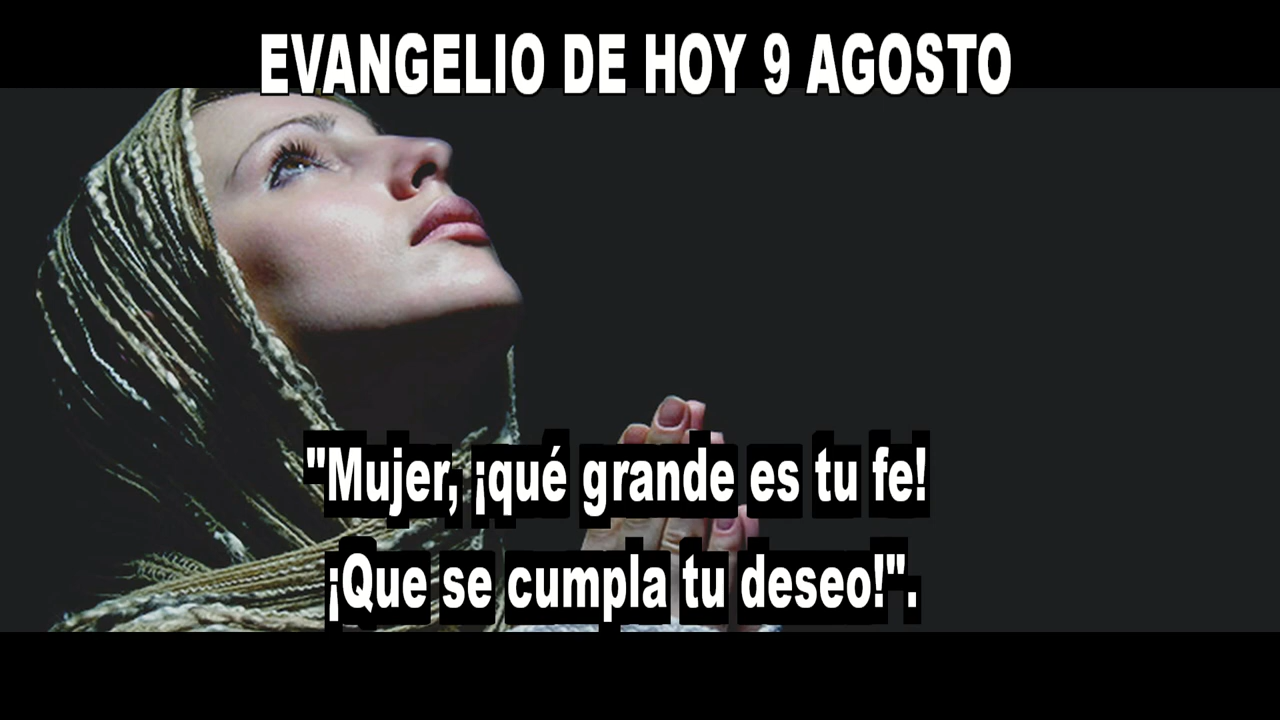 EVANGELIO DE HOY 9 AGOSTO
"Mujer, ¡qué grande es tu fe!
¡Que se cumpla tu deseo!".